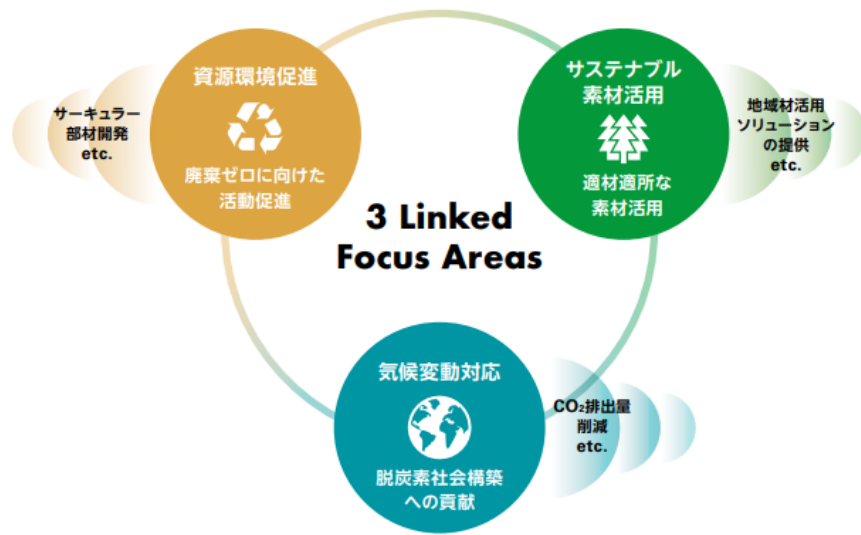 資源環境促進
廃棄ゼロに向けた
活動促進
サーキュラー
部材開発
etc.
サステナブル
素材活用
適材適所な
素材活用
地域材活用
ソリューション
の提供
etc.
3 Linked
Focus Areas
気候変動対応
脱炭素社会構築
への貢献
CO₂排出量
削減
etc.